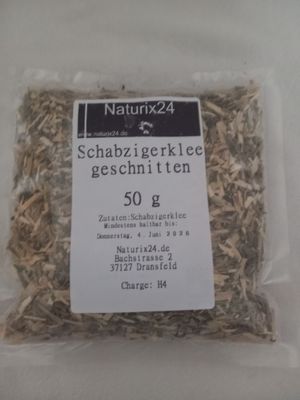 Naturix24
www.naturix24.de
Schabzigerklee
geschnitten
50 g
Zutaten:Schabzigerklee
Mindestens haltbar bis:
Donnerstag, 4. Juni 2026
Naturix24.de
Bachstrasse 2
37127 Dransfeld
Charge: H4